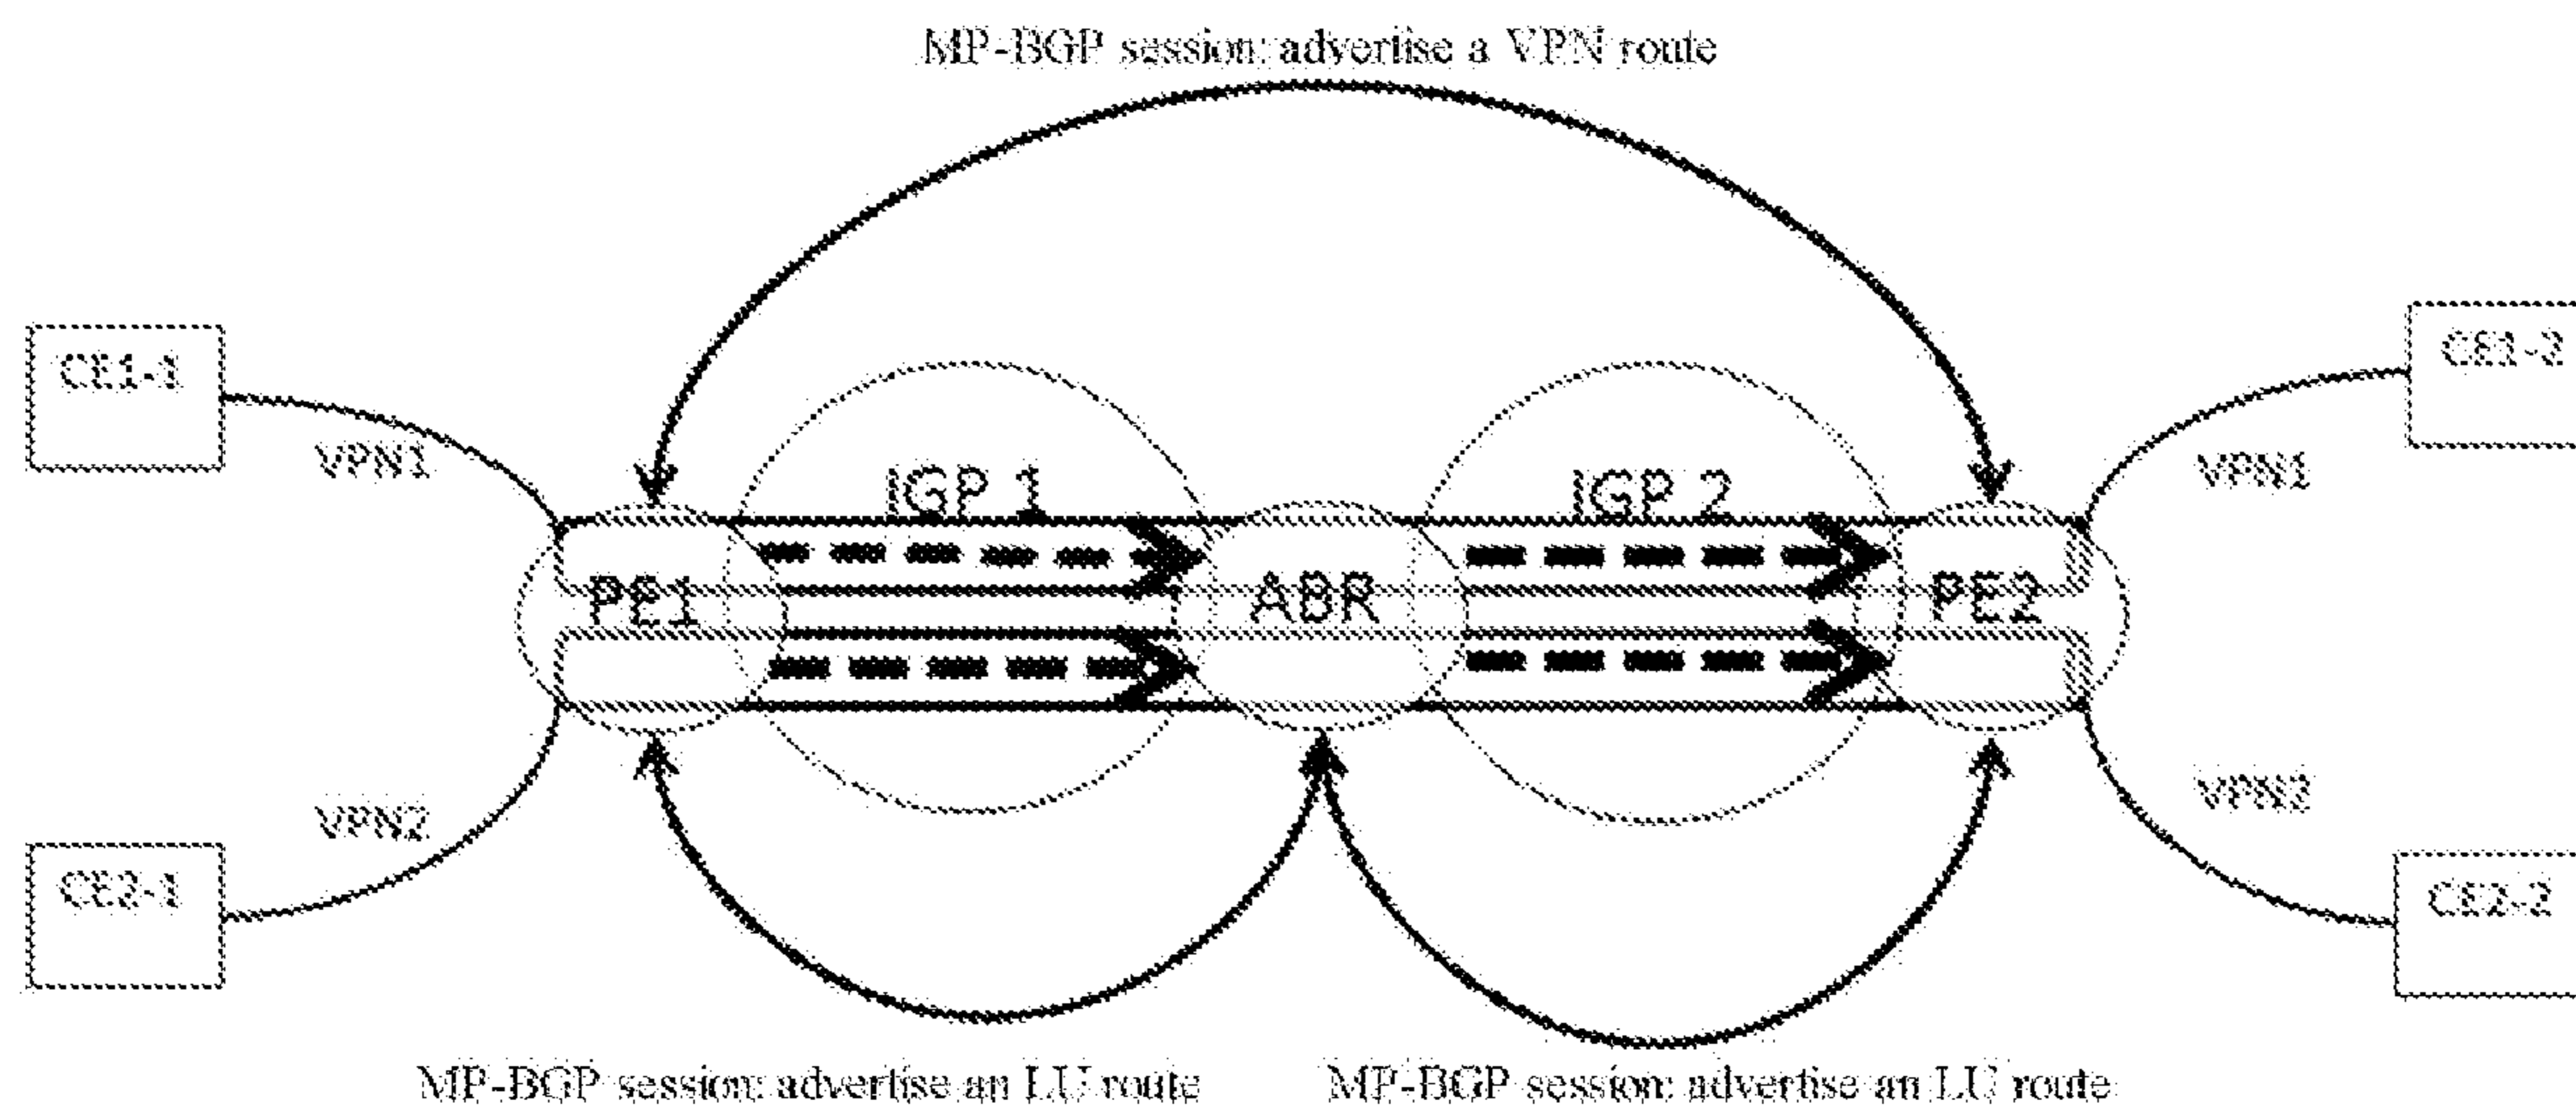 MP-BGP session: advertise a VPN route
CE1-1
CE1-2
VPN1
VPN1
IGP 1
IGP 2
PE1
ABR
PE2
VPN2
VPN2
CE2-1
CE2-2
MP-BGP session: advertise an LU route
MP-BGP session: advertise an LU route